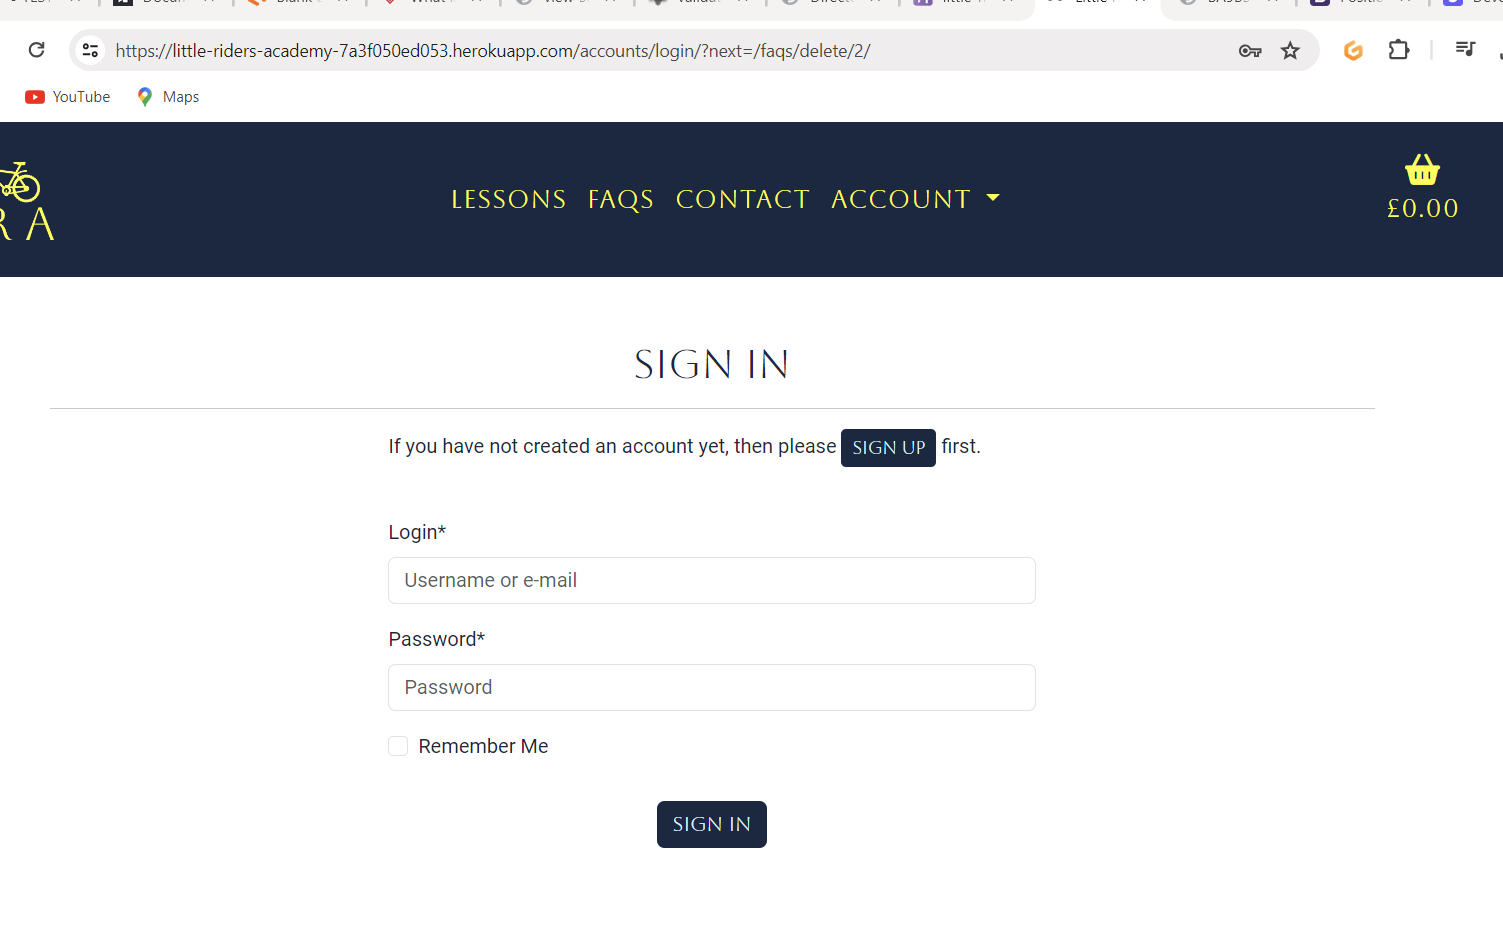 https://little-riders-academy-7a3f050ed053.herokuapp.com/accounts/login/?next=/faqs/delete/2/
YouTube Maps
RA
LESSONS FAQS CONTACT ACCOUNT
£0.00
SIGN IN
If you have not created an account yet, then please SIGN UP first.
Login*
Username or e-mail
Password*
Password
Remember Me
SIGN IN